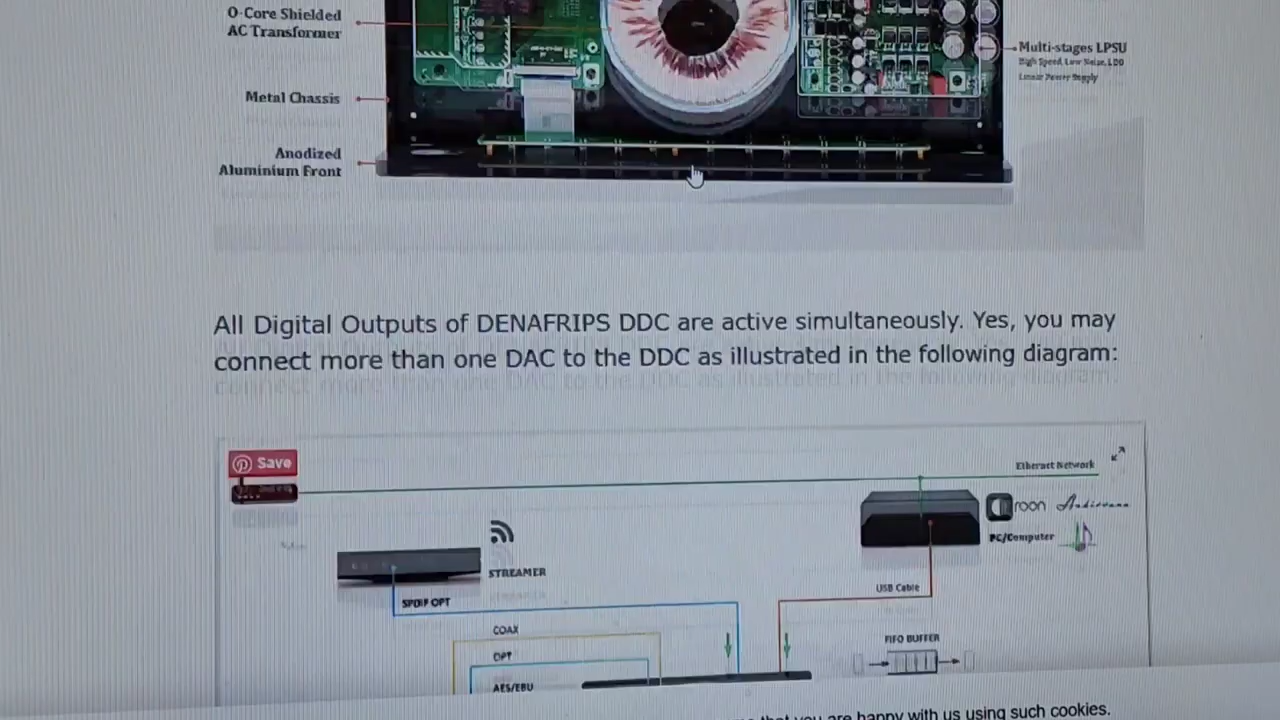 O-Core Shielded
AC Transformer
Multi-stages LPSU
High Speed, Low Noise, LDO
Linear Power Supply
Metal Chassis
Anodized
Aluminium Front
All Digital Outputs of DENAFRIPS DDC are active simultaneously. Yes, you may
connect more than one DAC to the DDC as illustrated in the following diagram:
Save
Ethernet Network
roon Audirvana
PC/Computer
STREAMER
USB Cable
SPDIF OPT
COAX
FIFO BUFFER
OPT
AES/EBU
that you are happy with us using such cookies.